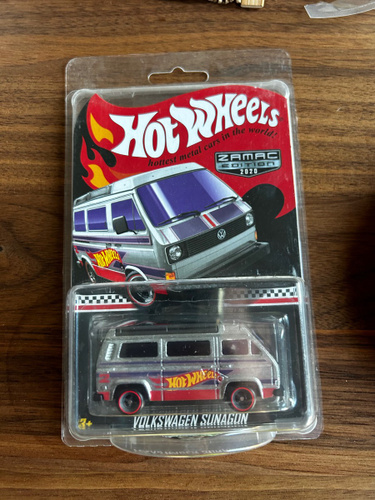 HOT WHEELS
hottest metal cars in the world!
ZAMAC
EDITION
2020
HOT WHEELS
HOT WHEELS
3+
VOLKSWAGEN SUNAGON